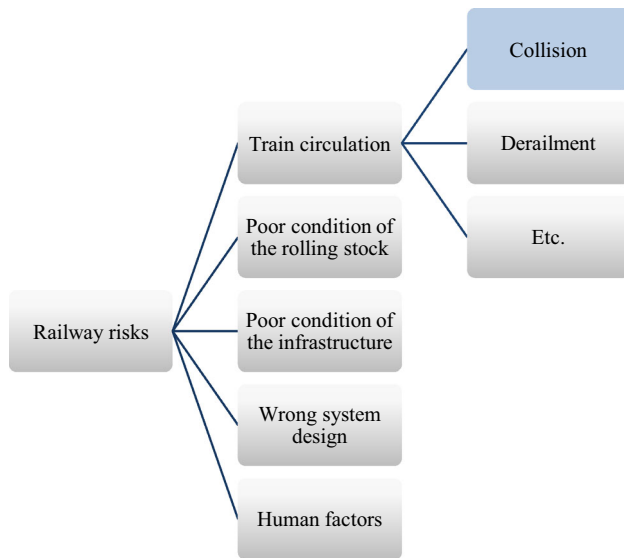 Collision
Train circulation
Derailment
Poor condition of
the rolling stock
Etc.
Railway risks
Poor condition of
the infrastructure
Wrong system
design
Human factors